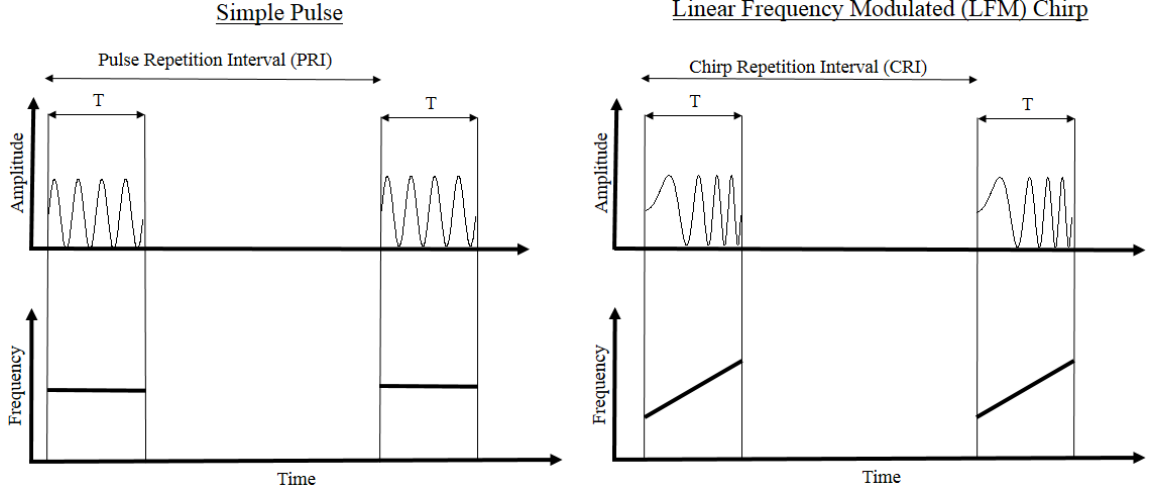 Simple Pulse
Pulse Repetition Interval (PRI)
T
T
Amplitude
Frequency
Time
Linear Frequency Modulated (LFM) Chirp
Chirp Repetition Interval (CRI)
T
T
Amplitude
Frequency
Time